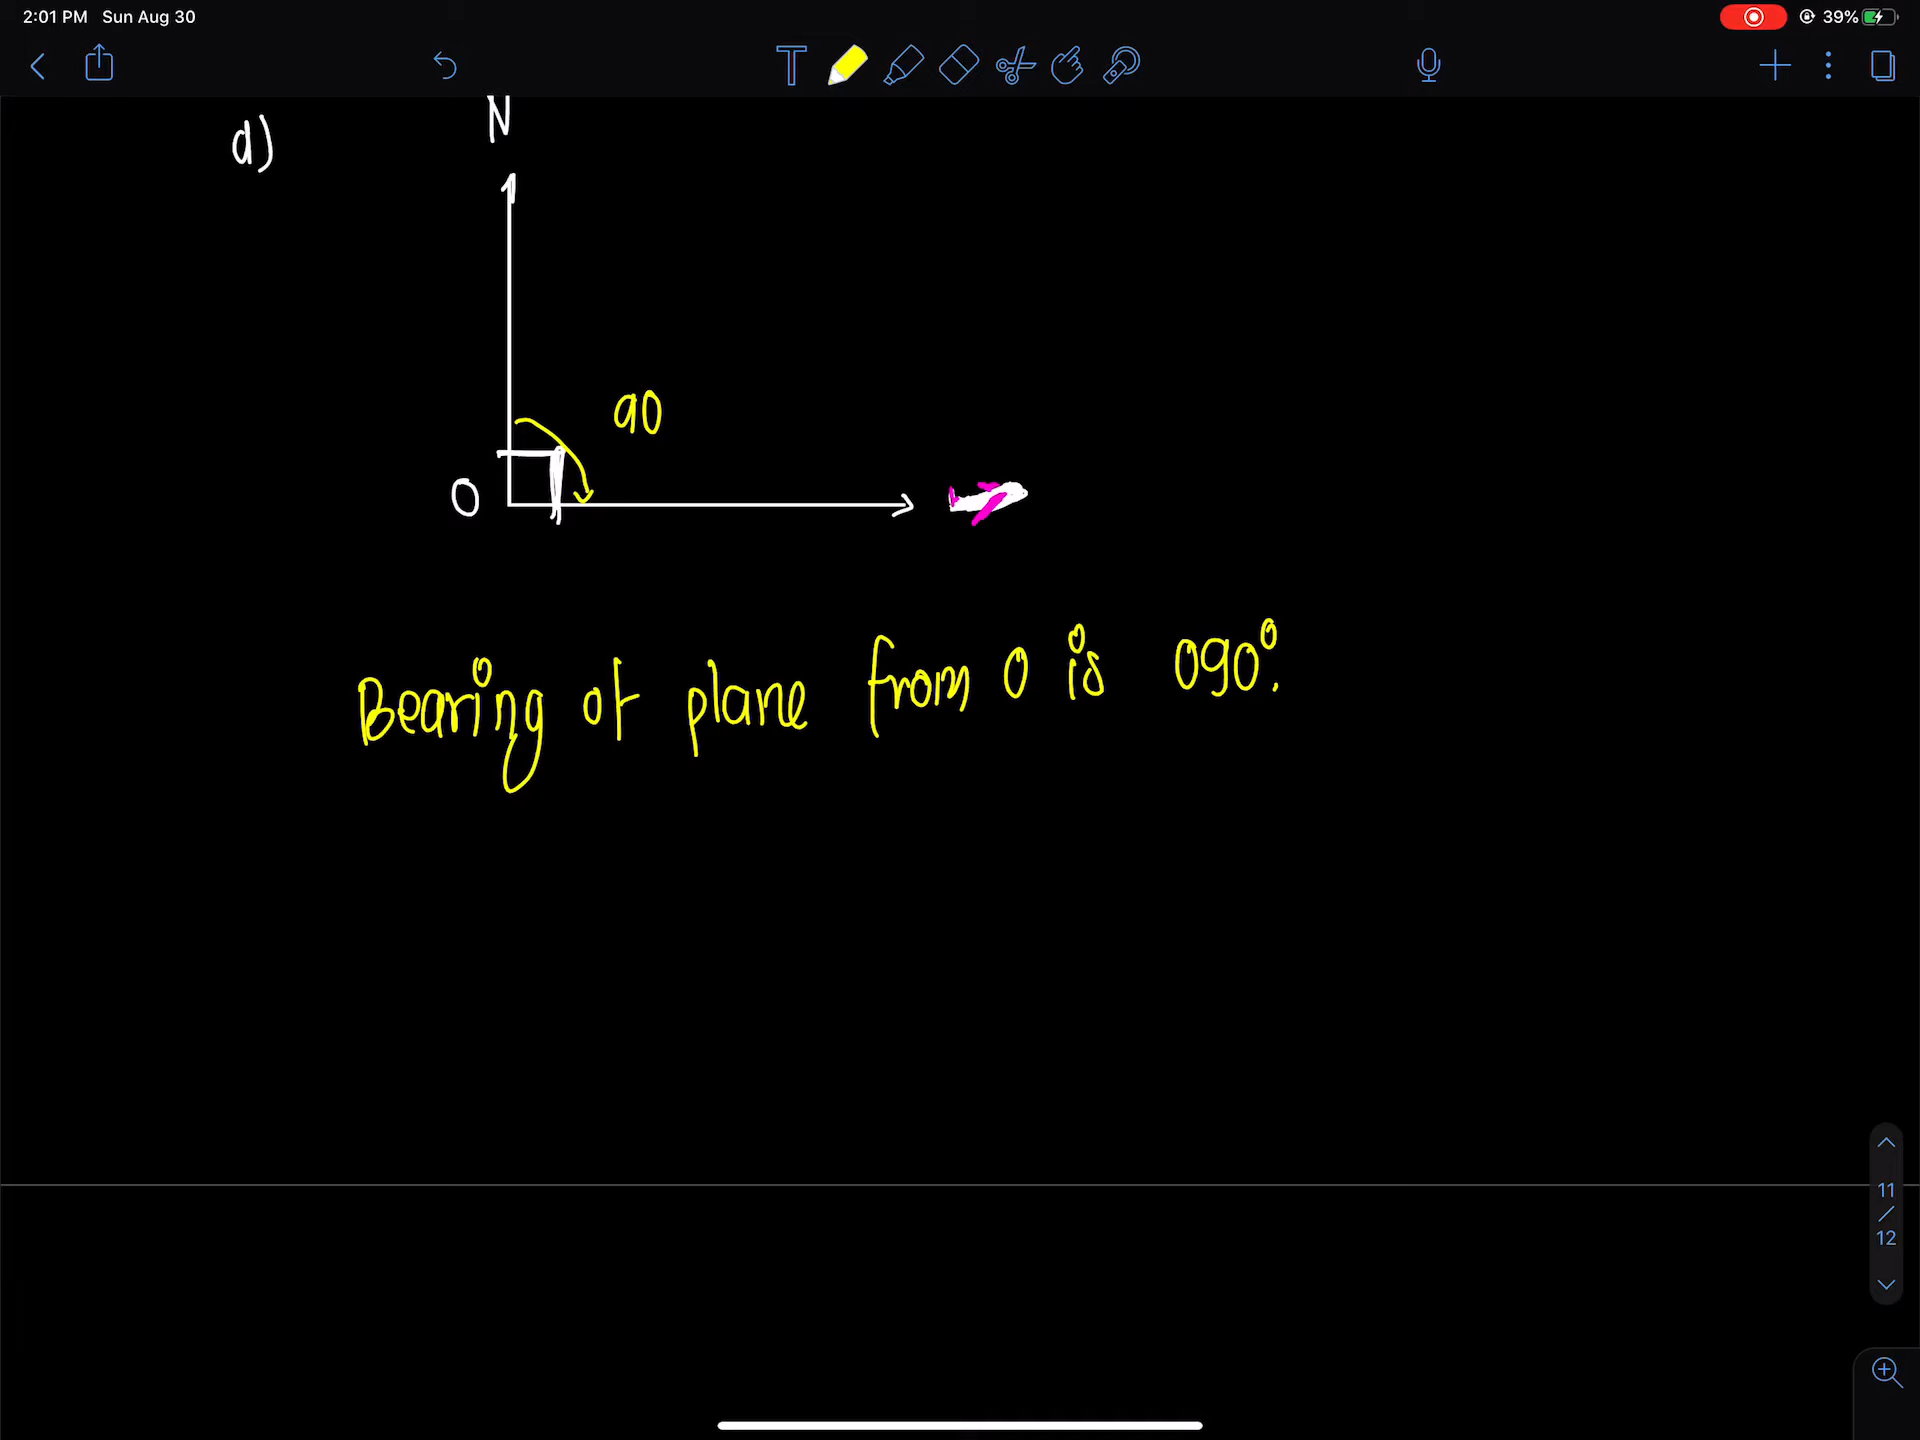 2:01 PM Sun Aug 30
39%
T
d)
N
90
O
Bearing of plane from O is 090°.
11
/
12